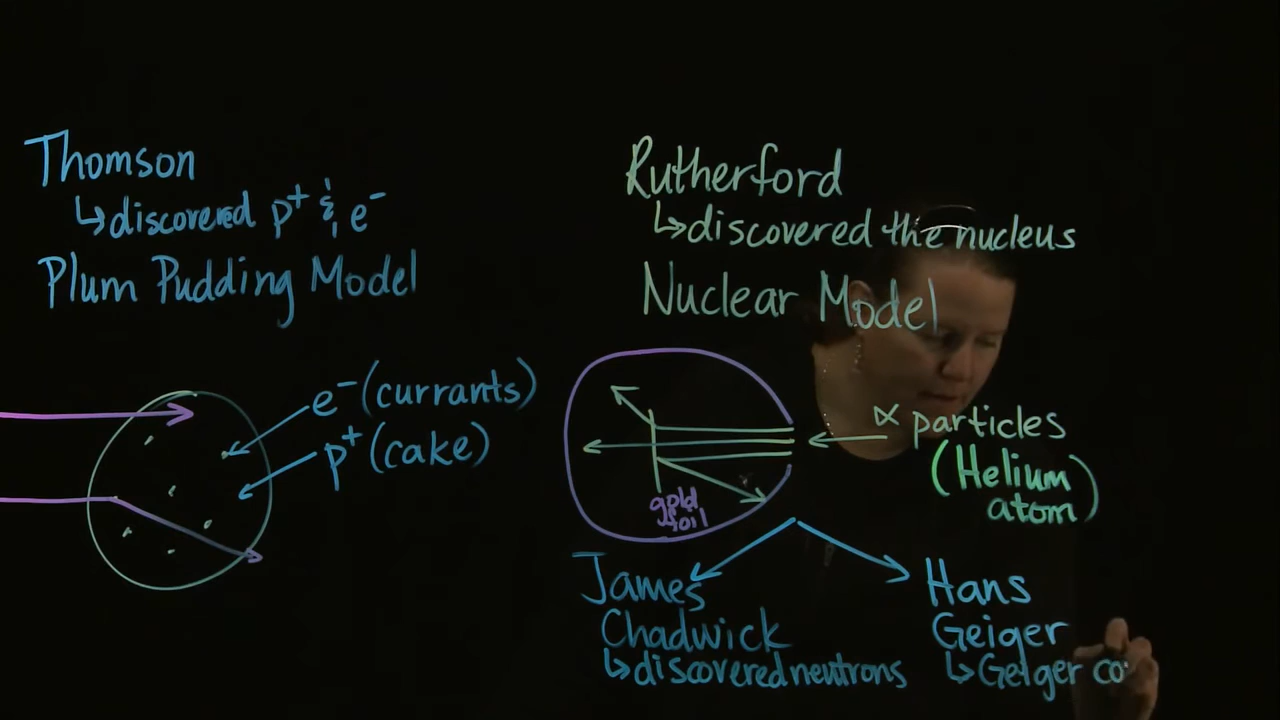 Thomson
↳discovered p⁺ & e⁻
Plum Pudding Model
e⁻(currants)
p⁺(cake)
Rutherford
↳discovered the nucleus
Nuclear Model
∝ particles
(Helium
atom)
gold
foil
James
Chadwick
↳discovered neutrons
Hans
Geiger
↳Geiger co